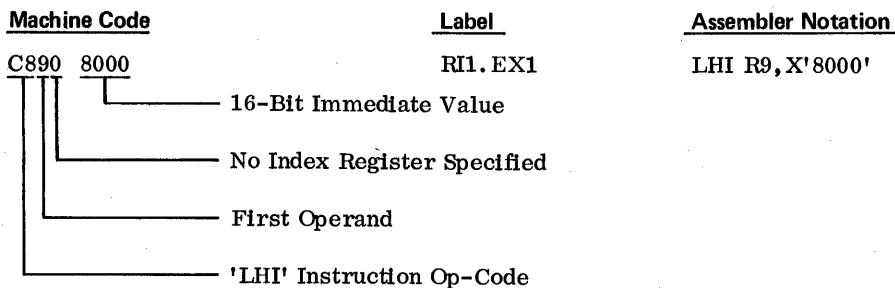 Machine Code Label Assembler Notation
C890 8000 RI1.EX1 LHI R9,X'8000'
16-Bit Immediate Value
No Index Register Specified
First Operand
'LHI' Instruction Op-Code